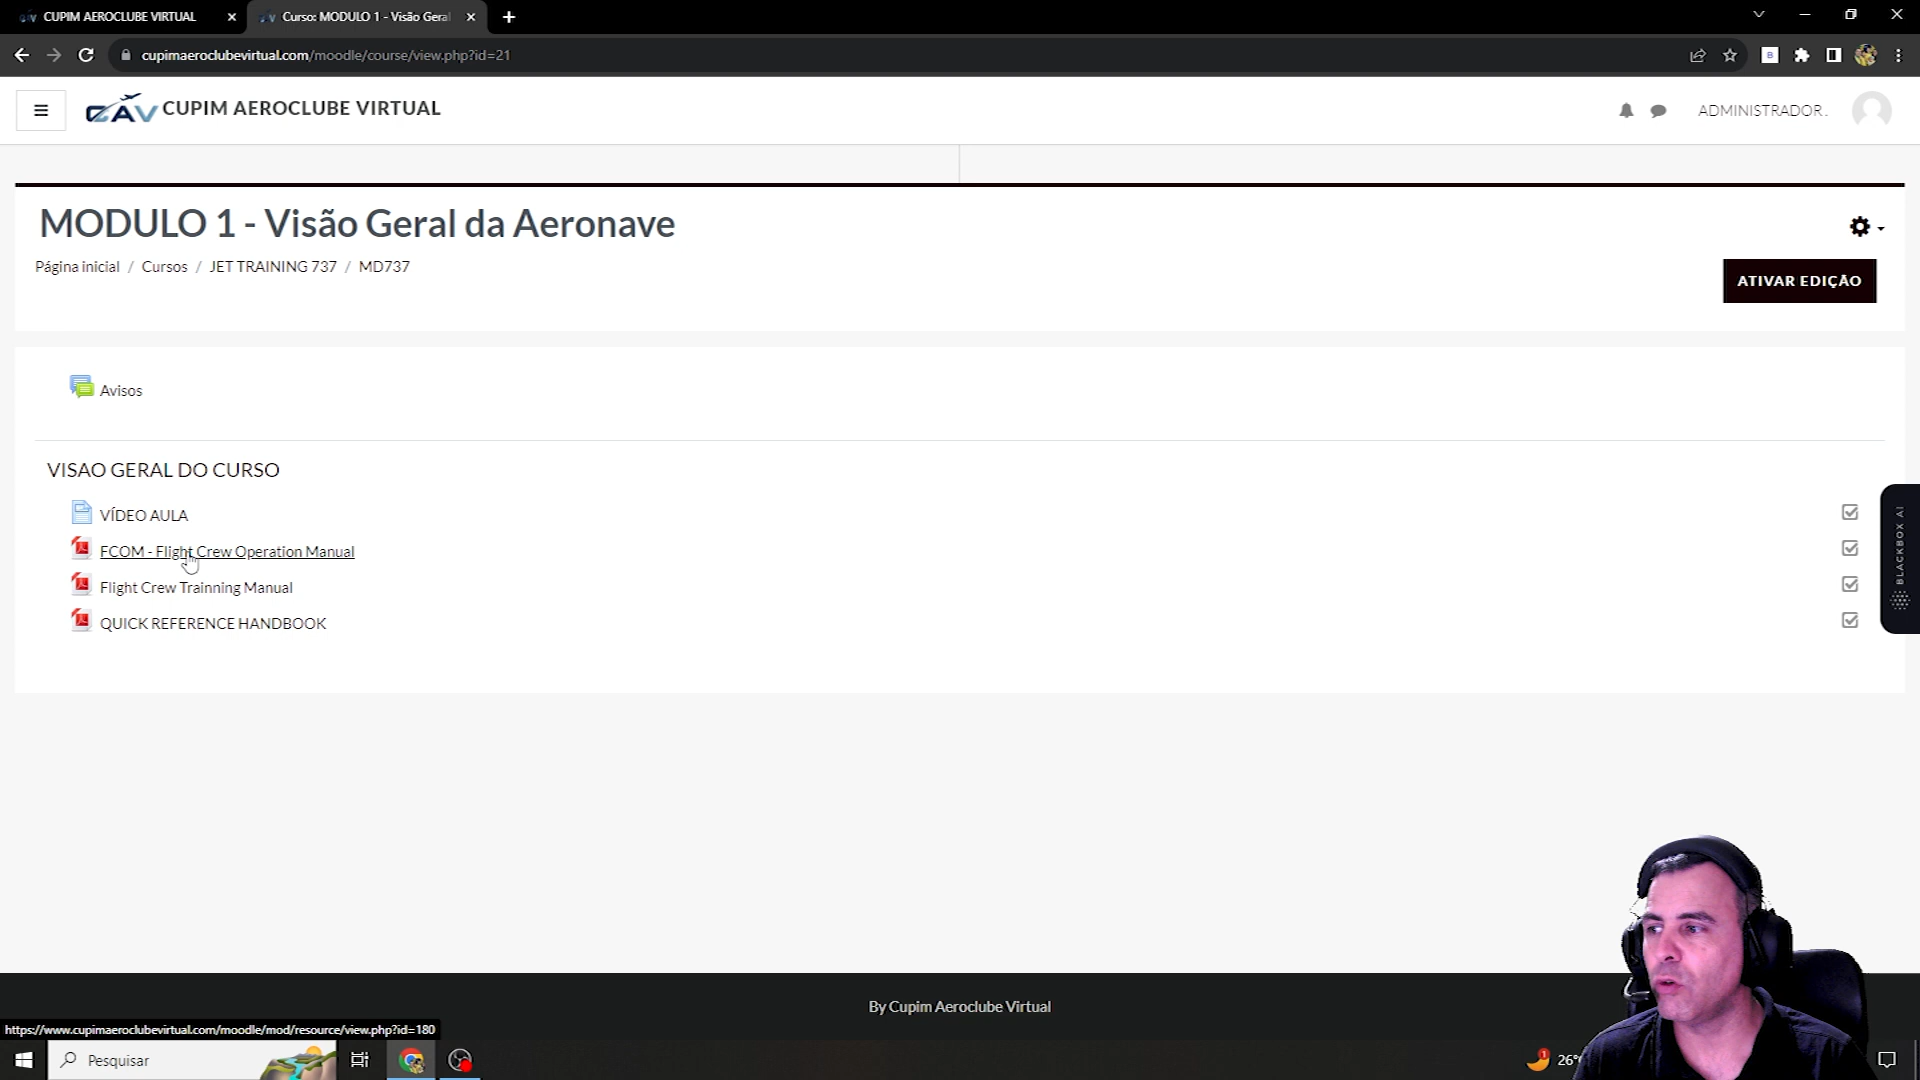 CUPIM AEROCLUBE VIRTUAL
Curso: MODULO 1 - Visão Geral
cupimaeroclubevirtual.com/moodle/course/view.php?id=21
CAV CUPIM AEROCLUBE VIRTUAL
ADMINISTRADOR .
MODULO 1 - Visão Geral da Aeronave
Página inicial / Cursos / JET TRAINING 737 / MD737
ATIVAR EDIÇÃO
Avisos
VISAO GERAL DO CURSO
VÍDEO AULA
FCOM - Flight Crew Operation Manual
Flight Crew Trainning Manual
QUICK REFERENCE HANDBOOK
BLACKBOX AI
By Cupim Aeroclube Virtual
https://www.cupimaeroclubevirtual.com/moodle/mod/resource/view.php?id=180
Pesquisar
1
26°